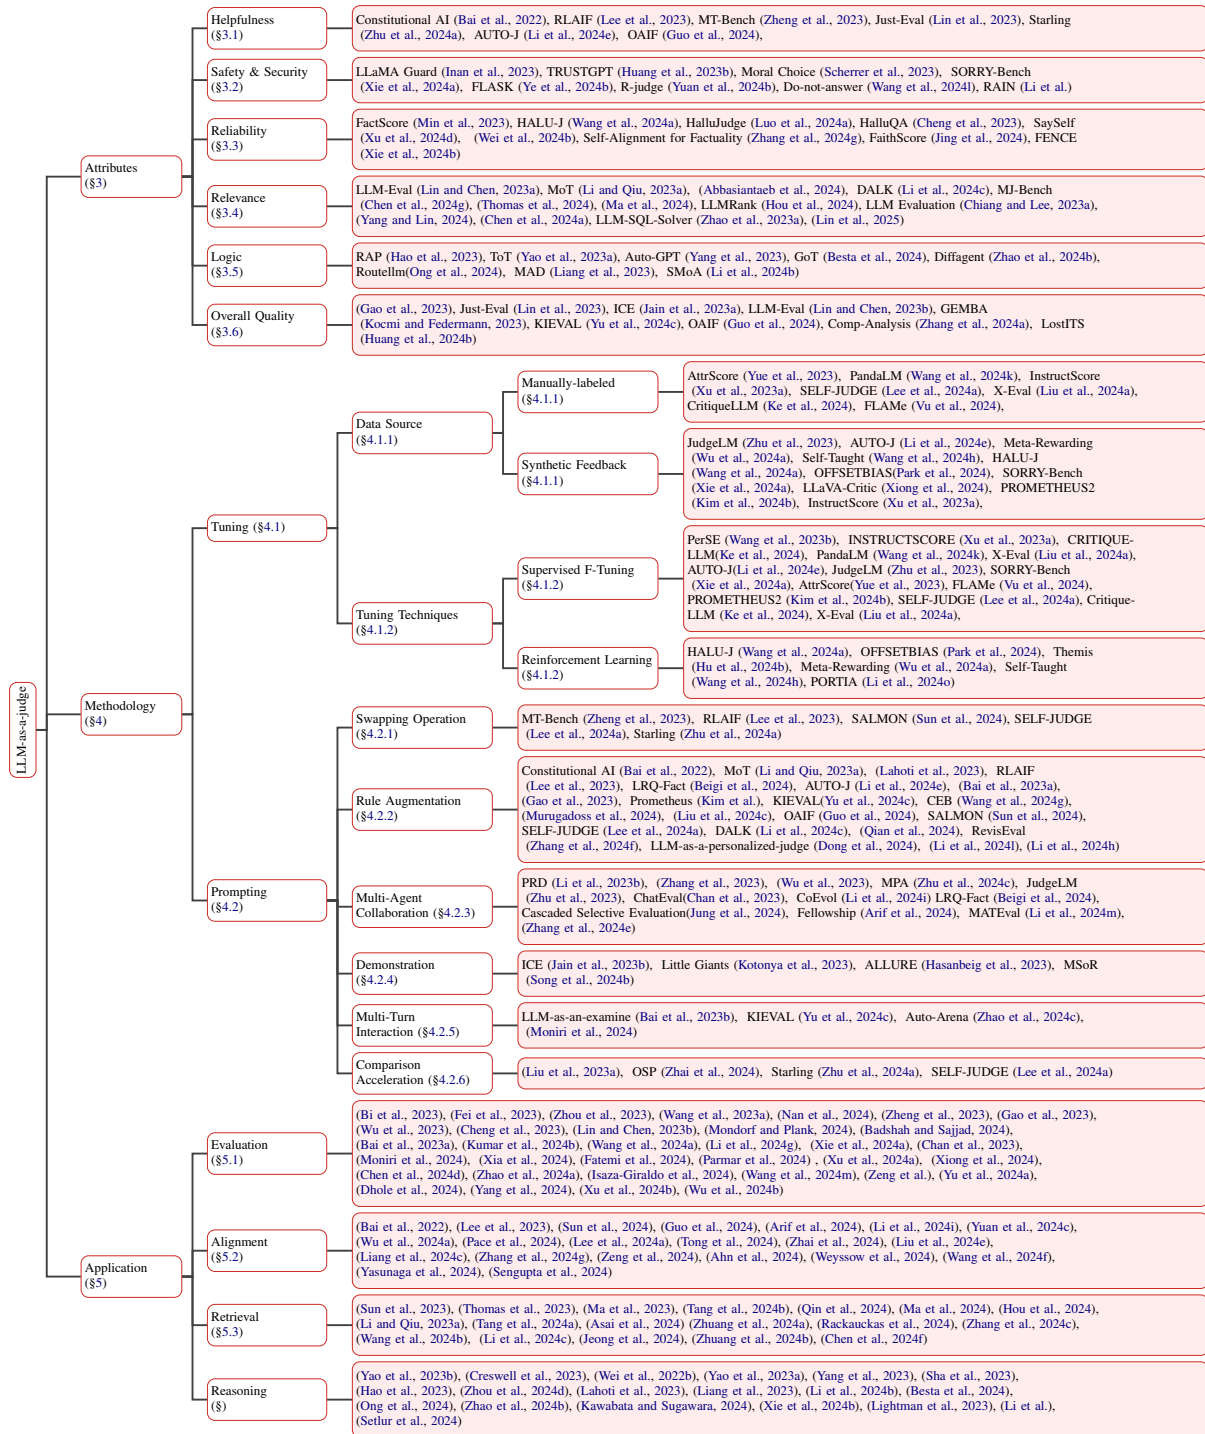 LLM-as-a-judge
Attributes
(§3)
Helpfulness
(§3.1)
Constitutional AI (Bai et al., 2022), RLAIF (Lee et al., 2023), MT-Bench (Zheng et al., 2023), Just-Eval (Lin et al., 2023), Starling
(Zhu et al., 2024a), AUTO-J (Li et al., 2024e), OAIF (Guo et al., 2024),
Safety & Security
(§3.2)
LLaMA Guard (Inan et al., 2023), TRUSTGPT (Huang et al., 2023b), Moral Choice (Scherrer et al., 2023), SORRY-Bench
(Xie et al., 2024a), FLASK (Ye et al., 2024b), R-judge (Yuan et al., 2024b), Do-not-answer (Wang et al., 2024l), RAIN (Li et al.)
Reliability
(§3.3)
FactScore (Min et al., 2023), HALU-J (Wang et al., 2024a), HalluJudge (Luo et al., 2024a), HalluQA (Cheng et al., 2023), SaySelf
(Xu et al., 2024d), (Wei et al., 2024b), Self-Alignment for Factuality (Zhang et al., 2024g), FaithScore (Jing et al., 2024), FENCE
(Xie et al., 2024b)
Relevance
(§3.4)
LLM-Eval (Lin and Chen, 2023a), MoT (Li and Qiu, 2023a), (Abbasiantaeb et al., 2024), DALK (Li et al., 2024c), MJ-Bench
(Chen et al., 2024g), (Thomas et al., 2024), (Ma et al., 2024), LLMRank (Hou et al., 2024), LLM Evaluation (Chiang and Lee, 2023a),
(Yang and Lin, 2024), (Chen et al., 2024a), LLM-SQL-Solver (Zhao et al., 2023a), (Lin et al., 2025)
Logic
(§3.5)
RAP (Hao et al., 2023), ToT (Yao et al., 2023a), Auto-GPT (Yang et al., 2023), GoT (Besta et al., 2024), Diffagent (Zhao et al., 2024b),
Routellm(Ong et al., 2024), MAD (Liang et al., 2023), SMoA (Li et al., 2024b)
Overall Quality
(§3.6)
(Gao et al., 2023), Just-Eval (Lin et al., 2023), ICE (Jain et al., 2023a), LLM-Eval (Lin and Chen, 2023b), GEMBA
(Kocmi and Federmann, 2023), KIEVAL (Yu et al., 2024c), OAIF (Guo et al., 2024), Comp-Analysis (Zhang et al., 2024a), LostITS
(Huang et al., 2024b)
Methodology
(§4)
Tuning (§4.1)
Data Source
(§4.1.1)
Manually-labeled
(§4.1.1)
AttrScore (Yue et al., 2023), PandaLM (Wang et al., 2024k), InstructScore
(Xu et al., 2023a), SELF-JUDGE (Lee et al., 2024a), X-Eval (Liu et al., 2024a),
CritiqueLLM (Ke et al., 2024), FLAMe (Vu et al., 2024),
Synthetic Feedback
(§4.1.1)
JudgeLM (Zhu et al., 2023), AUTO-J (Li et al., 2024e), Meta-Rewarding
(Wu et al., 2024a), Self-Taught (Wang et al., 2024h), HALU-J
(Wang et al., 2024a), OFFSETBIAS(Park et al., 2024), SORRY-Bench
(Xie et al., 2024a), LLaVA-Critic (Xiong et al., 2024), PROMETHEUS2
(Kim et al., 2024b), InstructScore (Xu et al., 2023a),
Tuning Techniques
(§4.1.2)
Supervised F-Tuning
(§4.1.2)
PerSE (Wang et al., 2023b), INSTRUCTSCORE (Xu et al., 2023a), CRITIQUE-
LLM(Ke et al., 2024), PandaLM (Wang et al., 2024k), X-Eval (Liu et al., 2024a),
AUTO-J(Li et al., 2024e), JudgeLM (Zhu et al., 2023), SORRY-Bench
(Xie et al., 2024a), AttrScore(Yue et al., 2023), FLAMe (Vu et al., 2024),
PROMETHEUS2 (Kim et al., 2024b), SELF-JUDGE (Lee et al., 2024a), Critique-
LLM (Ke et al., 2024), X-Eval (Liu et al., 2024a),
Reinforcement Learning
(§4.1.2)
HALU-J (Wang et al., 2024a), OFFSETBIAS (Park et al., 2024), Themis
(Hu et al., 2024b), Meta-Rewarding (Wu et al., 2024a), Self-Taught
(Wang et al., 2024h), PORTIA (Li et al., 2024o)
Prompting
(§4.2)
Swapping Operation
(§4.2.1)
MT-Bench (Zheng et al., 2023), RLAIF (Lee et al., 2023), SALMON (Sun et al., 2024), SELF-JUDGE
(Lee et al., 2024a), Starling (Zhu et al., 2024a)
Rule Augmentation
(§4.2.2)
Constitutional AI (Bai et al., 2022), MoT (Li and Qiu, 2023a), (Lahoti et al., 2023), RLAIF
(Lee et al., 2023), LRQ-Fact (Beigi et al., 2024), AUTO-J (Li et al., 2024e), (Bai et al., 2023a),
(Gao et al., 2023), Prometheus (Kim et al.), KIEVAL(Yu et al., 2024c), CEB (Wang et al., 2024g),
(Murugadoss et al., 2024), (Liu et al., 2024c), OAIF (Guo et al., 2024), SALMON (Sun et al., 2024),
SELF-JUDGE (Lee et al., 2024a), DALK (Li et al., 2024c), (Qian et al., 2024), RevisEval
(Zhang et al., 2024f), LLM-as-a-personalized-judge (Dong et al., 2024), (Li et al., 2024l), (Li et al., 2024h)
Multi-Agent
Collaboration (§4.2.3)
PRD (Li et al., 2023b), (Zhang et al., 2023), (Wu et al., 2023), MPA (Zhu et al., 2024c), JudgeLM
(Zhu et al., 2023), ChatEval(Chan et al., 2023), CoEvol (Li et al., 2024i) LRQ-Fact (Beigi et al., 2024),
Cascaded Selective Evaluation(Jung et al., 2024), Fellowship (Arif et al., 2024), MATEval (Li et al., 2024m),
(Zhang et al., 2024e)
Demonstration
(§4.2.4)
ICE (Jain et al., 2023b), Little Giants (Kotonya et al., 2023), ALLURE (Hasanbeig et al., 2023), MSoR
(Song et al., 2024b)
Multi-Turn
Interaction (§4.2.5)
LLM-as-an-examine (Bai et al., 2023b), KIEVAL (Yu et al., 2024c), Auto-Arena (Zhao et al., 2024c),
(Moniri et al., 2024)
Comparison
Acceleration (§4.2.6)
(Liu et al., 2023a), OSP (Zhai et al., 2024), Starling (Zhu et al., 2024a), SELF-JUDGE (Lee et al., 2024a)
Application
(§5)
Evaluation
(§5.1)
(Bi et al., 2023), (Fei et al., 2023), (Zhou et al., 2023), (Wang et al., 2023a), (Nan et al., 2024), (Zheng et al., 2023), (Gao et al., 2023),
(Wu et al., 2023), (Cheng et al., 2023), (Lin and Chen, 2023b), (Mondorf and Plank, 2024), (Badshah and Sajjad, 2024),
(Bai et al., 2023a), (Kumar et al., 2024b), (Wang et al., 2024a), (Li et al., 2024g), (Xie et al., 2024a), (Chan et al., 2023),
(Moniri et al., 2024), (Xia et al., 2024), (Fatemi et al., 2024), (Parmar et al., 2024) , (Xu et al., 2024a), (Xiong et al., 2024),
(Chen et al., 2024d), (Zhao et al., 2024a), (Isaza-Giraldo et al., 2024), (Wang et al., 2024m), (Zeng et al.), (Yu et al., 2024a),
(Dhole et al., 2024), (Yang et al., 2024), (Xu et al., 2024b), (Wu et al., 2024b)
Alignment
(§5.2)
(Bai et al., 2022), (Lee et al., 2023), (Sun et al., 2024), (Guo et al., 2024), (Arif et al., 2024), (Li et al., 2024i), (Yuan et al., 2024c),
(Wu et al., 2024a), (Pace et al., 2024), (Lee et al., 2024a), (Tong et al., 2024), (Zhai et al., 2024), (Liu et al., 2024e),
(Liang et al., 2024c), (Zhang et al., 2024g), (Zeng et al., 2024), (Ahn et al., 2024), (Weyssow et al., 2024), (Wang et al., 2024f),
(Yasunaga et al., 2024), (Sengupta et al., 2024)
Retrieval
(§5.3)
(Sun et al., 2023), (Thomas et al., 2023), (Ma et al., 2023), (Tang et al., 2024b), (Qin et al., 2024), (Ma et al., 2024), (Hou et al., 2024),
(Li and Qiu, 2023a), (Tang et al., 2024a), (Asai et al., 2024) (Zhuang et al., 2024a), (Rackauckas et al., 2024), (Zhang et al., 2024c),
(Wang et al., 2024b), (Li et al., 2024c), (Jeong et al., 2024), (Zhuang et al., 2024b), (Chen et al., 2024f)
Reasoning
(§)
(Yao et al., 2023b), (Creswell et al., 2023), (Wei et al., 2022b), (Yao et al., 2023a), (Yang et al., 2023), (Sha et al., 2023),
(Hao et al., 2023), (Zhou et al., 2024d), (Lahoti et al., 2023), (Liang et al., 2023), (Li et al., 2024b), (Besta et al., 2024),
(Ong et al., 2024), (Zhao et al., 2024b), (Kawabata and Sugawara, 2024), (Xie et al., 2024b), (Lightman et al., 2023), (Li et al.),
(Setlur et al., 2024)